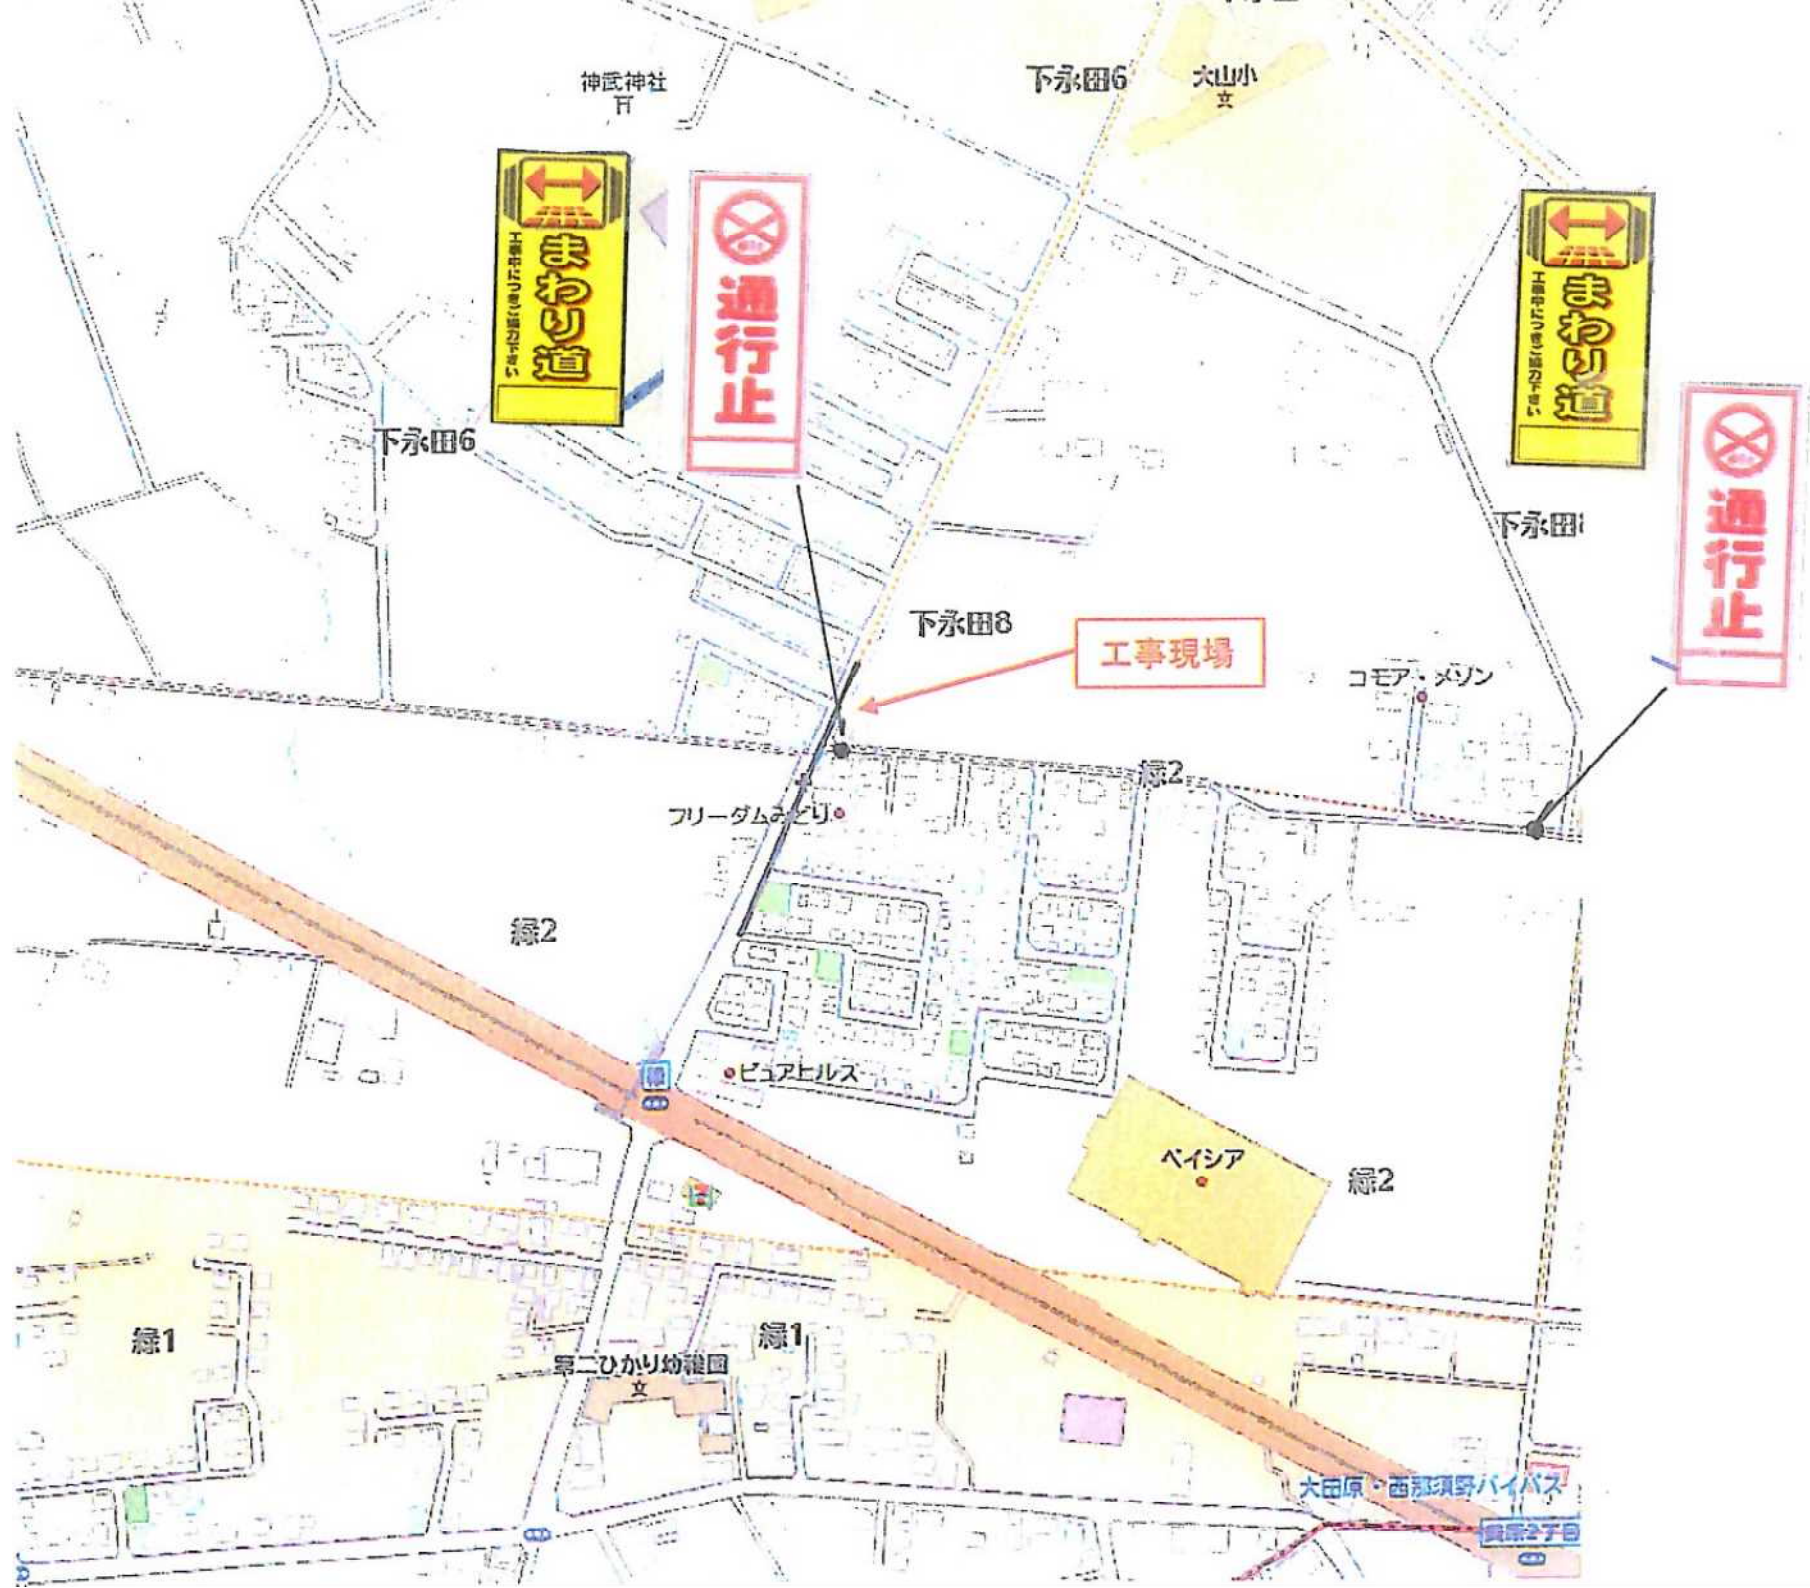 神武神社
下永田6
大山小
まわり道
工事中につきご協力下さい
通行止
まわり道
工事中につきご協力下さい
通行止
下永田6
下永田8
工事現場
コモア・メゾン
緑2
フリーダムみどり
緑2
緑
ピュアヒルス
ベイシア
緑2
緑1
緑1
第二ひかり幼稚園
大田原・西那須野バイパス